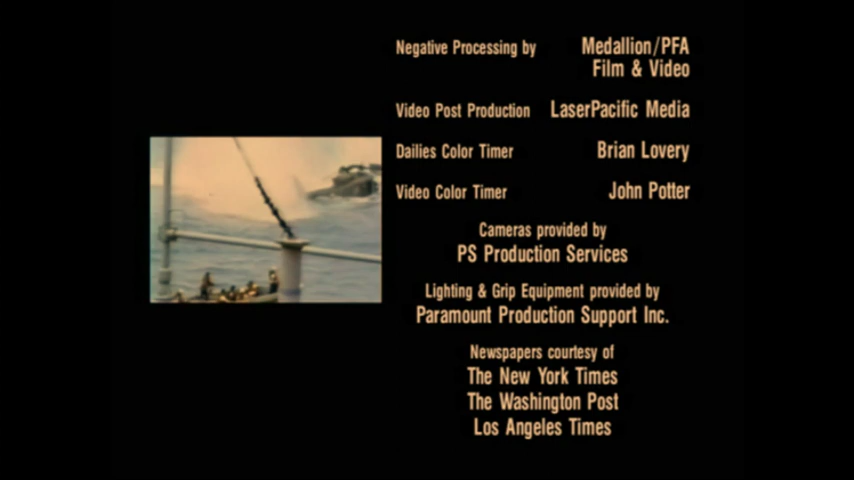 Negative Processing by Medallion/PFA
Film & Video
Video Post Production LaserPacific Media
Dailies Color Timer Brian Lovery
Video Color Timer John Potter
Cameras provided by
PS Production Services
Lighting & Grip Equipment provided by
Paramount Production Support Inc.
Newspapers courtesy of
The New York Times
The Washington Post
Los Angeles Times